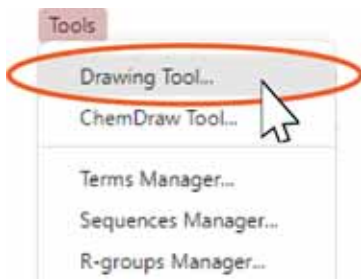 Tools
Drawing Tool...
ChemDraw Tool...
Terms Manager...
Sequences Manager...
R-groups Manager...